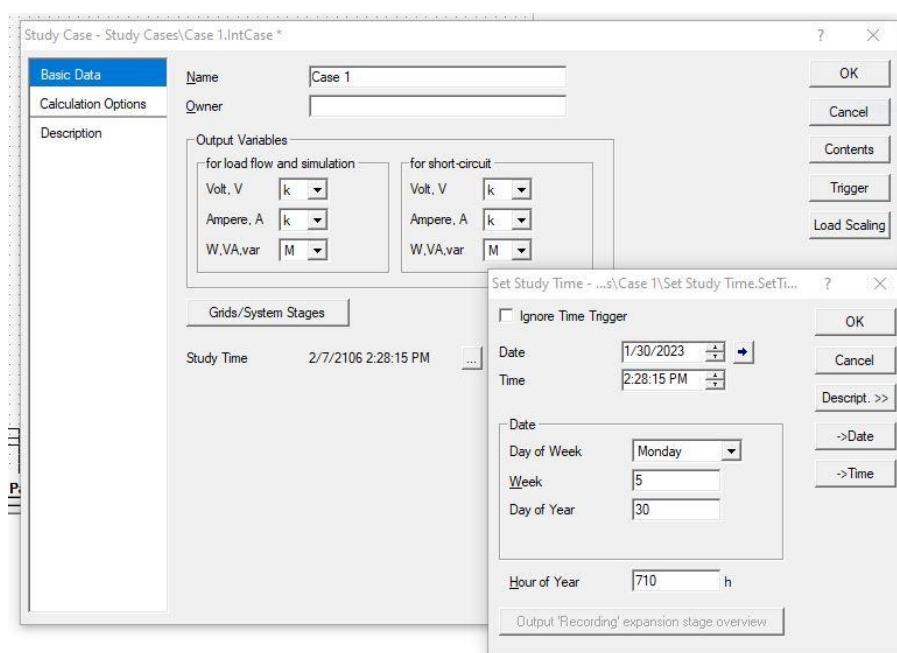 Study Case - Study Cases\Case 1.IntCase *
?
Basic Data
Calculation Options
Description
Name Case 1
Owner
Output Variables
for load flow and simulation
Volt, V k
Ampere, A k
W,VA,var M
for short-circuit
Volt, V k
Ampere, A k
W,VA,var M
Grids/System Stages
Study Time 2/7/2106 2:28:15 PM ...
OK
Cancel
Contents
Trigger
Load Scaling
Set Study Time - ...s\Case 1\Set Study Time.SetTi...
?
Ignore Time Trigger
Date 1/30/2023
Time 2:28:15 PM
Date
Day of Week Monday
Week 5
Day of Year 30
Hour of Year 710 h
Output 'Recording' expansion stage overview
OK
Cancel
Descript. >>
->Date
->Time